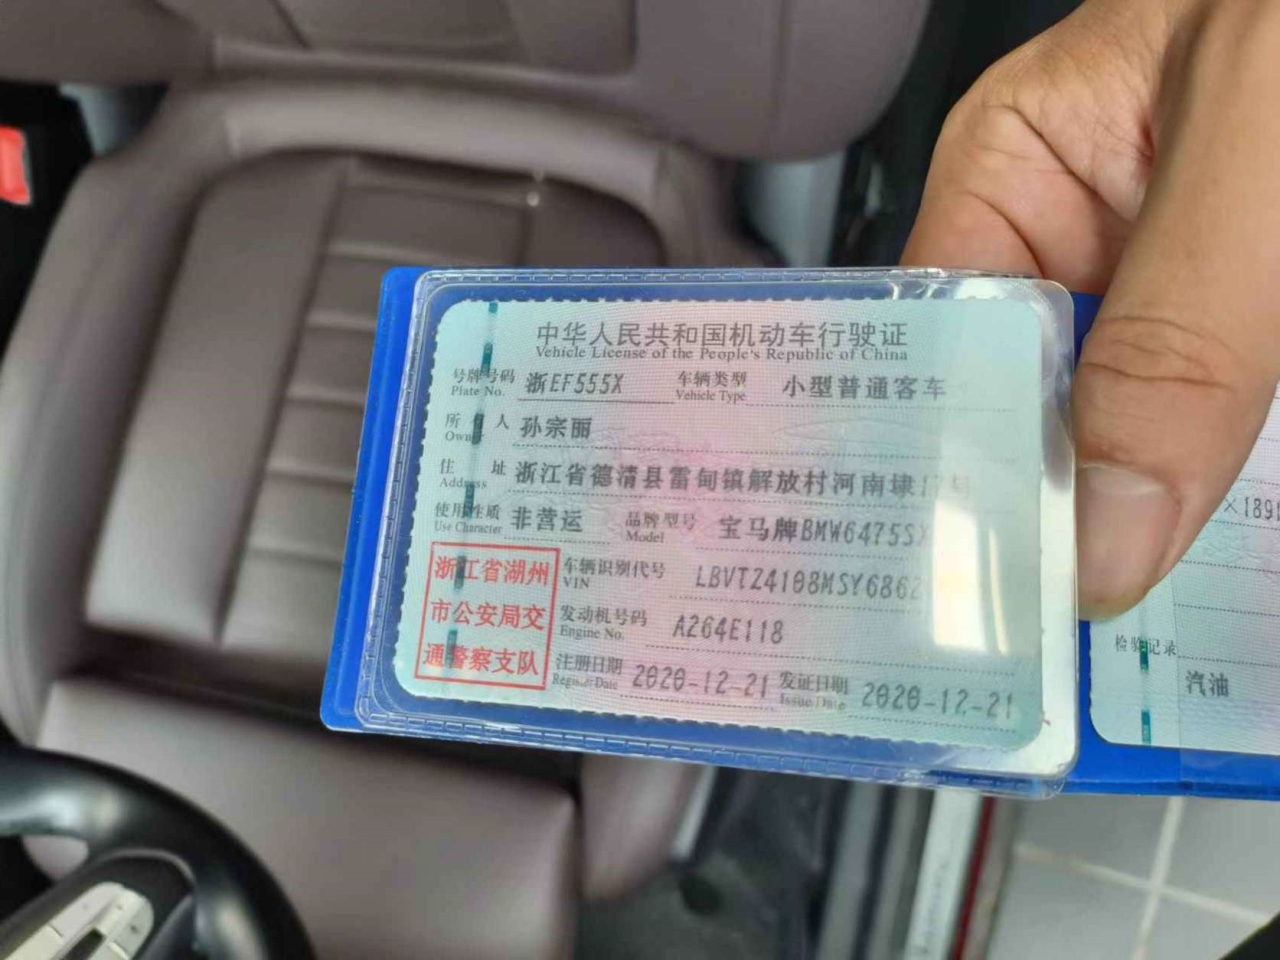 中华人民共和国机动车行驶证
Vehicle License of the People's Republic of China
号牌号码 浙EF555X 车辆类型 小型普通客车
Plate No. Vehicle Type
所 人 孙宗丽
Owner
住 址 浙江省德清县雷甸镇解放村河南埭17号
Address
使用性质 非营运 品牌型号 宝马牌BMW6475SX
Use Character Model
浙江省湖州 车辆识别代号 LBVTZ4108MSY6862
VIN
市公安局交 发动机号码 A264E118
Engine No.
通警察支队 注册日期 2020-12-21 发证日期 2020-12-21
Register Date Issue Date
×189
检验记录
汽油